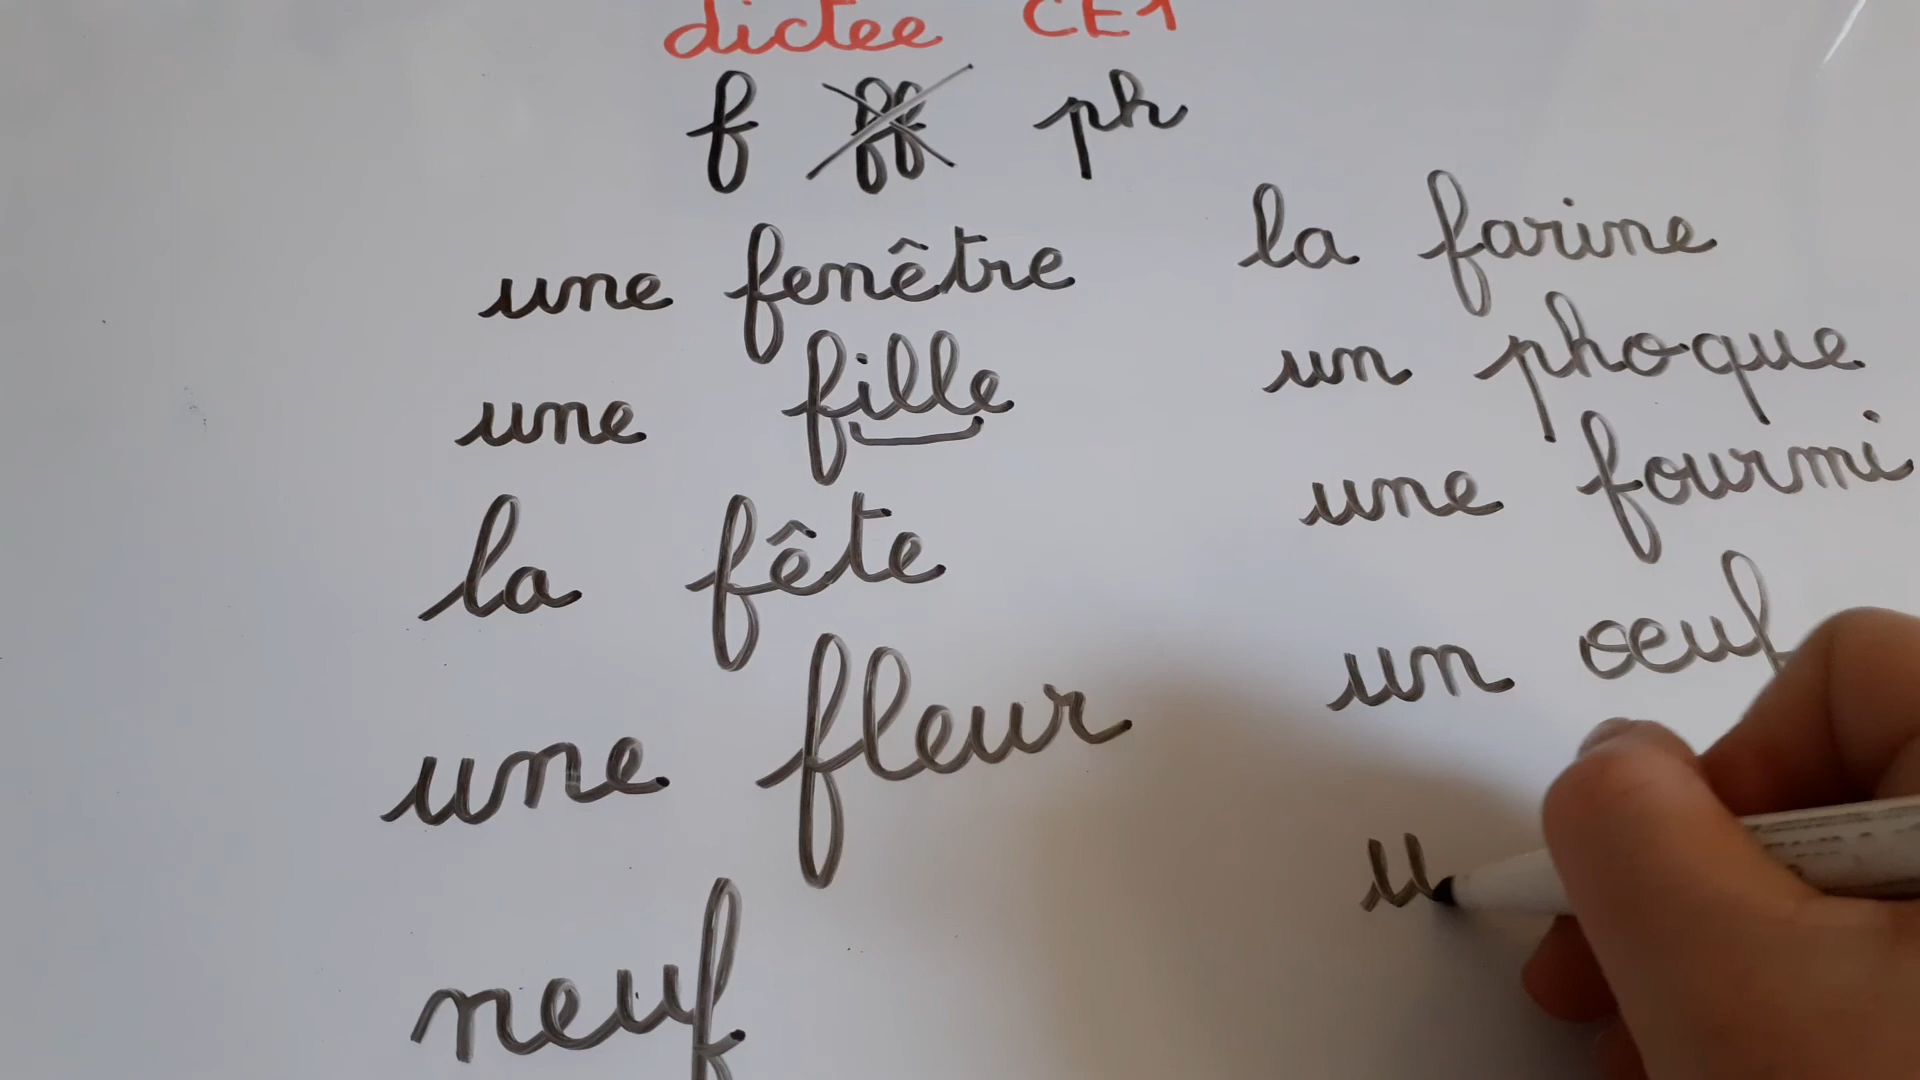 dictee CE1
f ff ph
une fenêtre
une fille
la fête
une fleur
neuf
la farine
un phoque
une fourmi
un oeuf
u